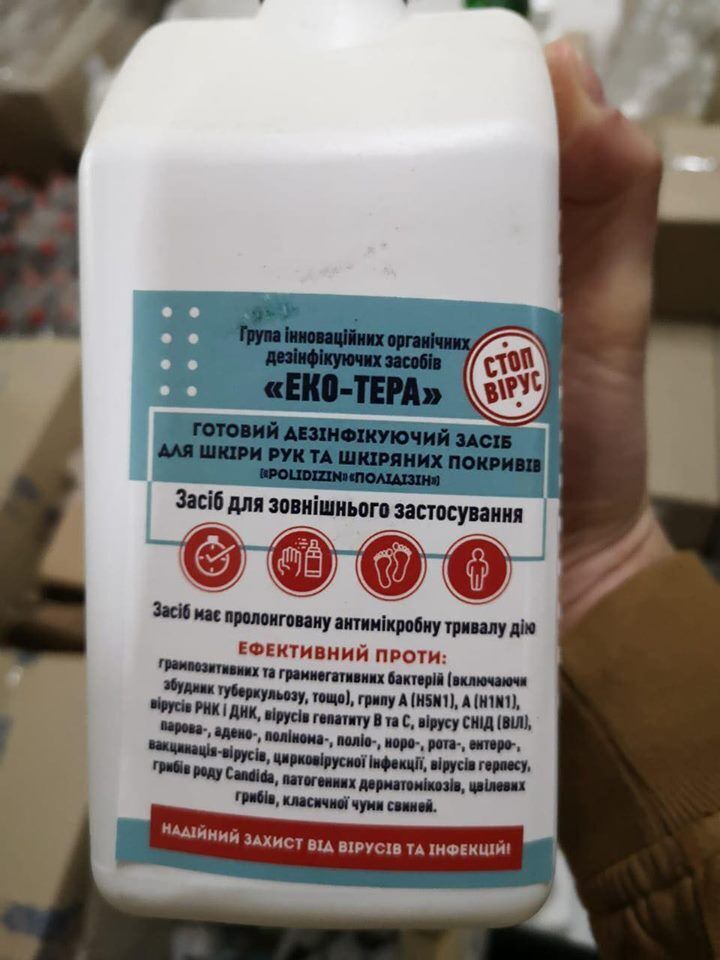 Група інноваційних органічних
дезінфікуючих засобів
«ЕКО-ТЕРА»
СТОП
ВІРУС
ГОТОВИЙ ДЕЗІНФІКУЮЧИЙ ЗАСІБ
ДЛЯ ШКІРИ РУК ТА ШКІРЯНИХ ПОКРИВІВ
(«POLIDIZIN» «ПОЛІДІЗІН»)
Засіб для зовнішнього застосування
Засіб має пролонговану антимікробну тривалу дію
ЕФЕКТИВНИЙ ПРОТИ:
грампозитивних та грамнегативних бактерій (включаючи
збудник туберкульозу, тощо), грипу А (H5N1), А (H1N1),
вірусів РНК і ДНК, вірусів гепатиту В та С, вірусу СНІД (ВІЛ),
парова-, адено-, полінома-, поліо-, норо-, рота-, ентеро-,
вакцинація-вірусів, цирковірусної інфекції, вірусів герпесу,
грибів роду Candida, патогенних дерматомікозів, цвілевих
грибів, класичної чуми свиней.
НАДІЙНИЙ ЗАХИСТ ВІД ВІРУСІВ ТА ІНФЕКЦІЙ!